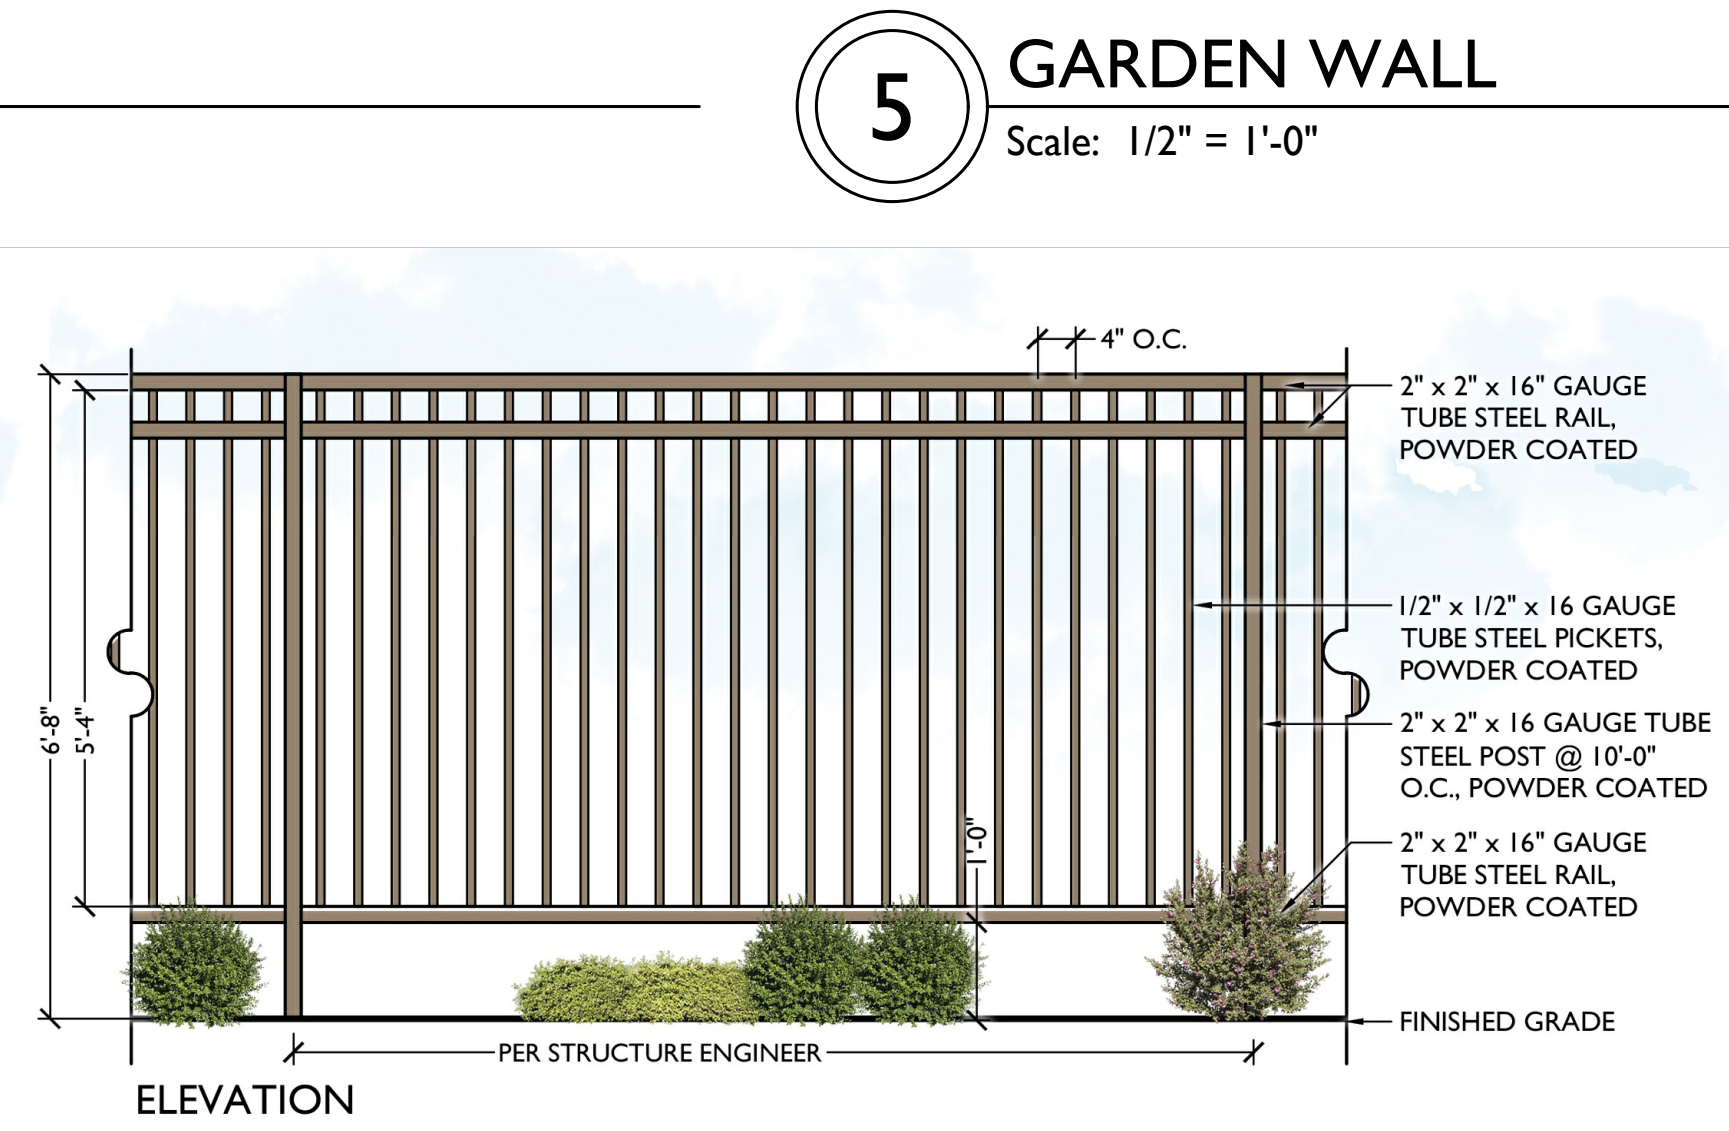 5
GARDEN WALL
Scale: 1/2" = 1'-0"
4" O.C.
2" x 2" x 16" GAUGE
TUBE STEEL RAIL,
POWDER COATED
1/2" x 1/2" x 16 GAUGE
TUBE STEEL PICKETS,
POWDER COATED
6'-8"
5'-4"
2" x 2" x 16 GAUGE TUBE
STEEL POST @ 10'-0"
O.C., POWDER COATED
1'-0"
2" x 2" x 16" GAUGE
TUBE STEEL RAIL,
POWDER COATED
FINISHED GRADE
PER STRUCTURE ENGINEER
ELEVATION